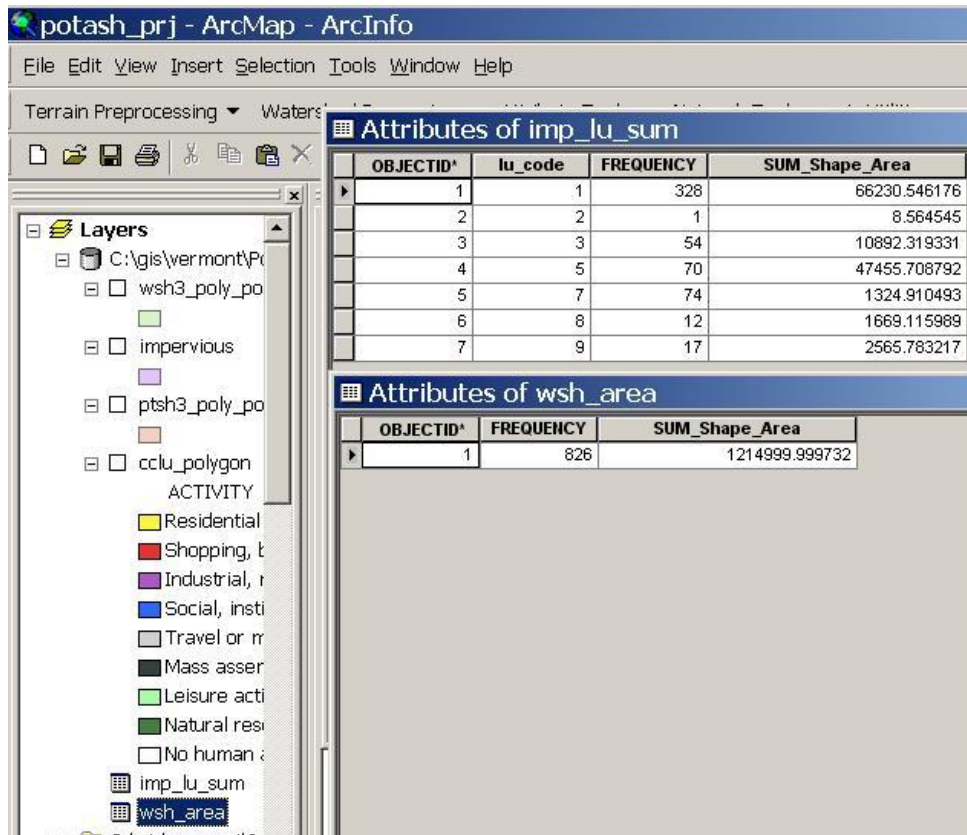 potash_prj - ArcMap - ArcInfo
File Edit View Insert Selection Tools Window Help
Terrain Preprocessing Waters
Attributes of imp_lu_sum
OBJECTID* lu_code FREQUENCY SUM_Shape_Area
1 1 328 66230.546176
2 2 1 8.564545
3 3 54 10892.319331
4 5 70 47455.708792
5 7 74 1324.910493
6 8 12 1669.115989
7 9 17 2565.783217
Attributes of wsh_area
OBJECTID* FREQUENCY SUM_Shape_Area
1 826 1214999.999732
Layers
C:\gis\vermont\Po
wsh3_poly_po
impervious
ptsh3_poly_po
cclu_polygon
ACTIVITY
Residential
Shopping, b
Industrial, r
Social, insti
Travel or m
Mass asser
Leisure acti
Natural res
No human a
imp_lu_sum
wsh_area